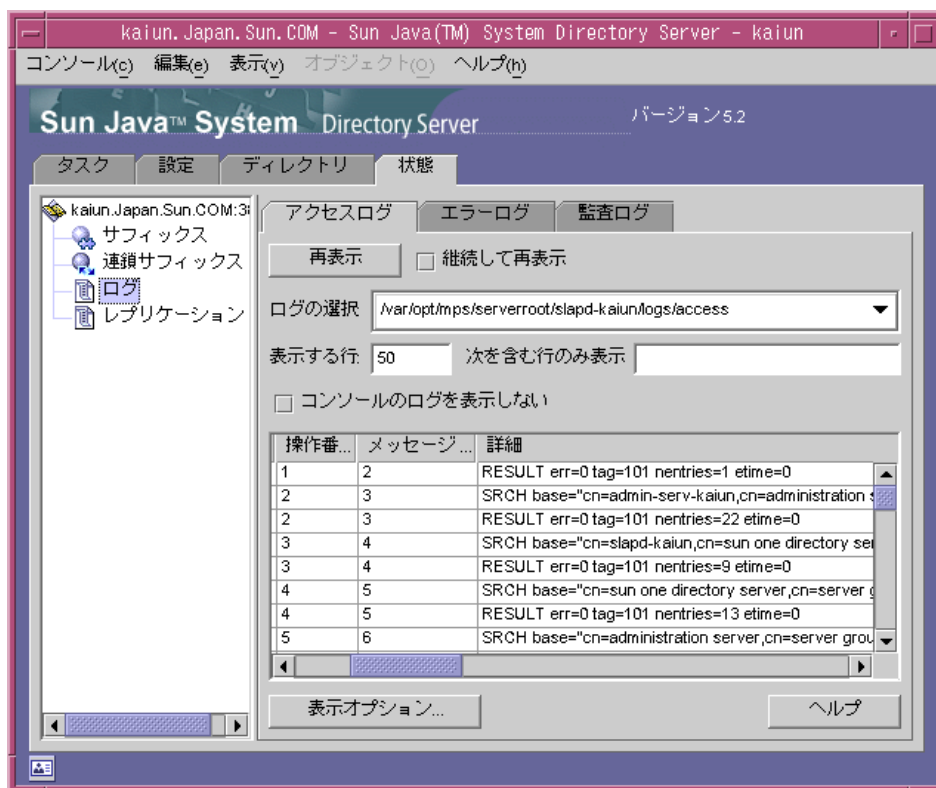 kaiun.Japan.Sun.COM - Sun Java(TM) System Directory Server - kaiun
コンソール(c) 編集(e) 表示(v) オブジェクト(O) ヘルプ(h)
Sun Java™ System Directory Server
バージョン5.2
タスク 設定 ディレクトリ 状態
kaiun.Japan.Sun.COM:3
サフィックス
連鎖サフィックス
ログ
レプリケーション
アクセスログ エラーログ 監査ログ
再表示 継続して再表示
ログの選択 /var/opt/mps/serverroot/slapd-kaiun/logs/access
表示する行: 50 次を含む行のみ表示
コンソールのログを表示しない
操作番... メッセージ... 詳細
1 2 RESULT err=0 tag=101 nentries=1 etime=0
2 3 SRCH base="cn=admin-serv-kaiun,cn=administration s
2 3 RESULT err=0 tag=101 nentries=22 etime=0
3 4 SRCH base="cn=slapd-kaiun,cn=sun one directory ser
3 4 RESULT err=0 tag=101 nentries=9 etime=0
4 5 SRCH base="cn=sun one directory server,cn=server g
4 5 RESULT err=0 tag=101 nentries=13 etime=0
5 6 SRCH base="cn=administration server,cn=server grou
表示オプション... ヘルプ